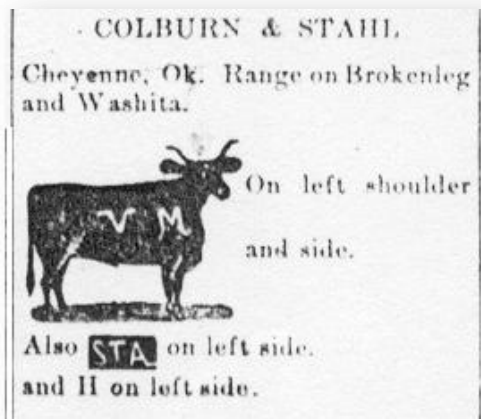 COLBURN & STAHL
Cheyenne, Ok. Range on Brokenleg
and Washita.
V M
On left shoulder
and side.
Also STA on left side.
and H on left side.